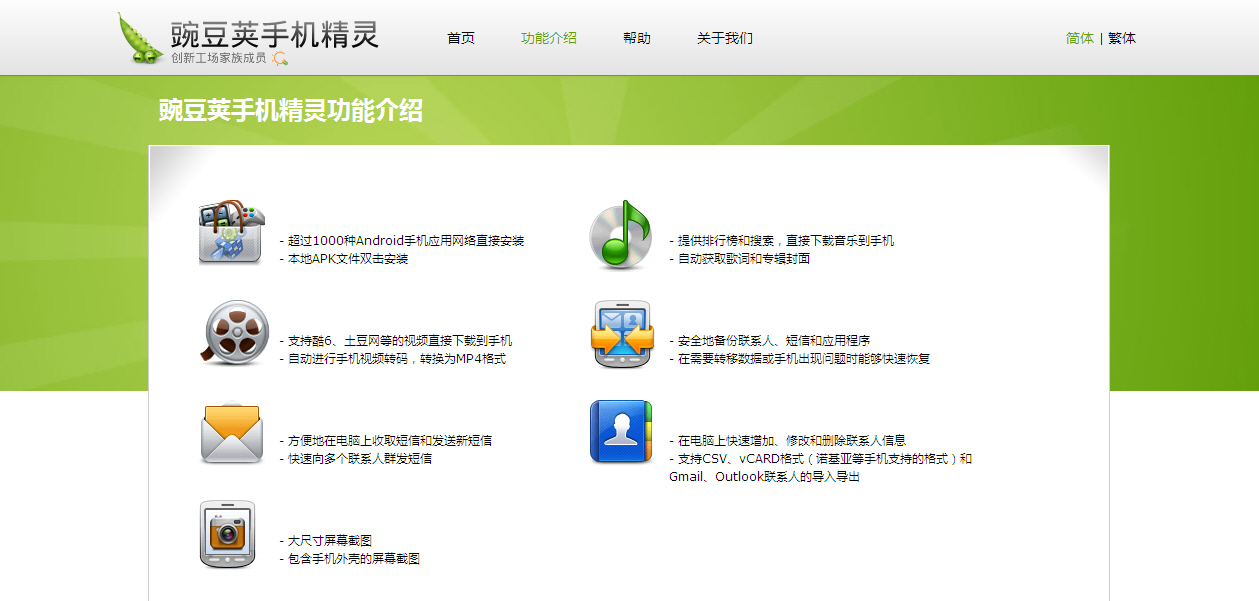 豌豆荚手机精灵
创新工场家族成员
首页 功能介绍 帮助 关于我们
简体 | 繁体
豌豆荚手机精灵功能介绍
- 超过1000种Android手机应用网络直接安装
- 本地APK文件双击安装
- 提供排行榜和搜索，直接下载音乐到手机
- 自动获取歌词和专辑封面
- 支持酷6、土豆网等的视频直接下载到手机
- 自动进行手机视频转码，转换为MP4格式
- 安全地备份联系人、短信和应用程序
- 在需要转移数据或手机出现问题时能够快速恢复
- 方便地在电脑上收取短信和发送新短信
- 快速向多个联系人群发短信
- 在电脑上快速增加、修改和删除联系人信息
- 支持CSV、vCARD格式（诺基亚等手机支持的格式）和
Gmail、Outlook联系人的导入导出
- 大尺寸屏幕截图
- 包含手机外壳的屏幕截图